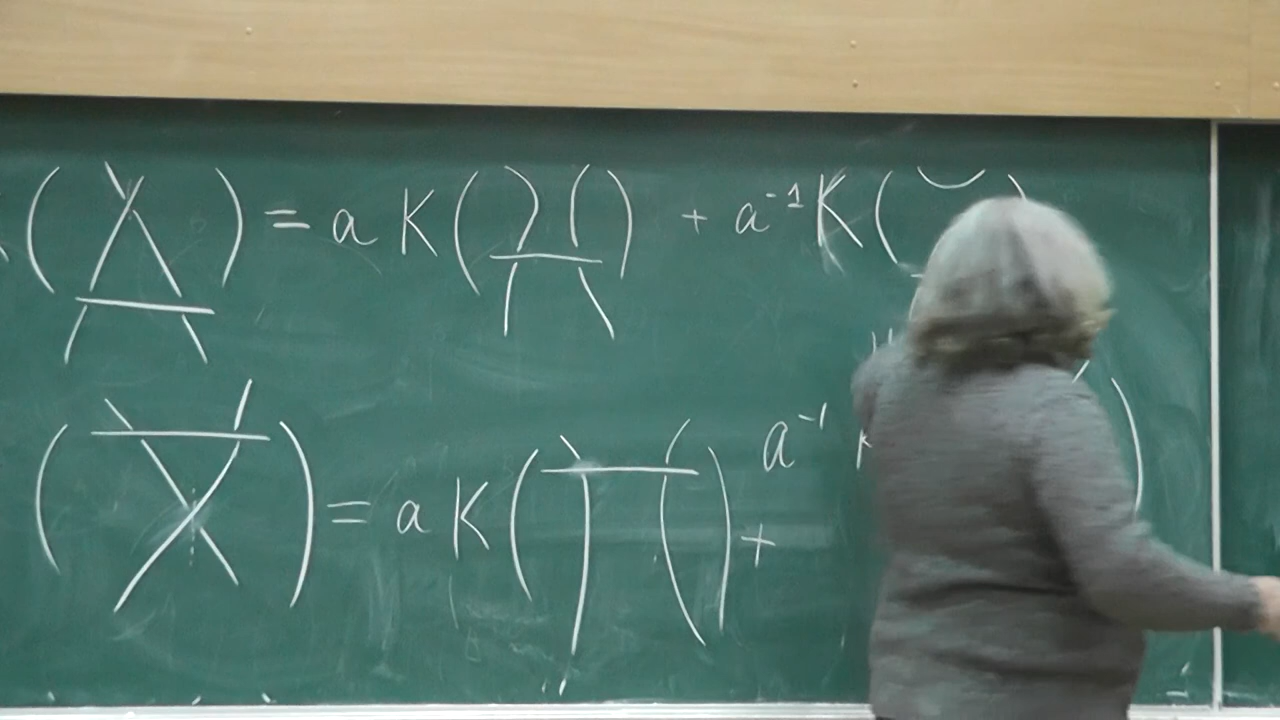 ( ) = a K ( ) + a⁻¹ K (
( ) = a K ( ) + a⁻¹ K )